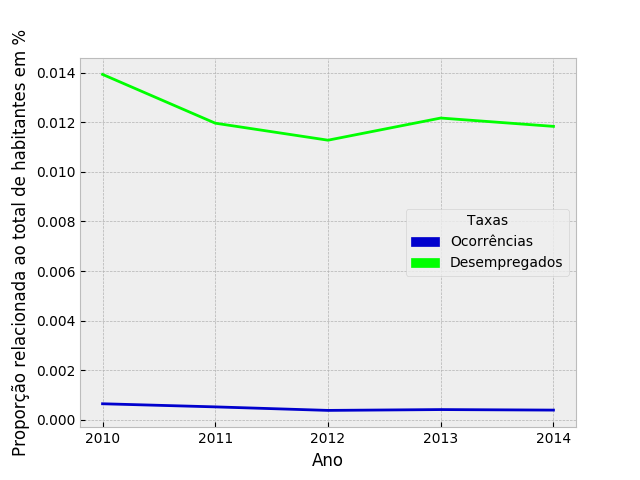 Proporção relacionada ao total de habitantes em %
0.014
0.012
0.010
0.008
0.006
0.004
0.002
0.000
Taxas
Ocorrências
Desempregados
2010 2011 2012 2013 2014
Ano